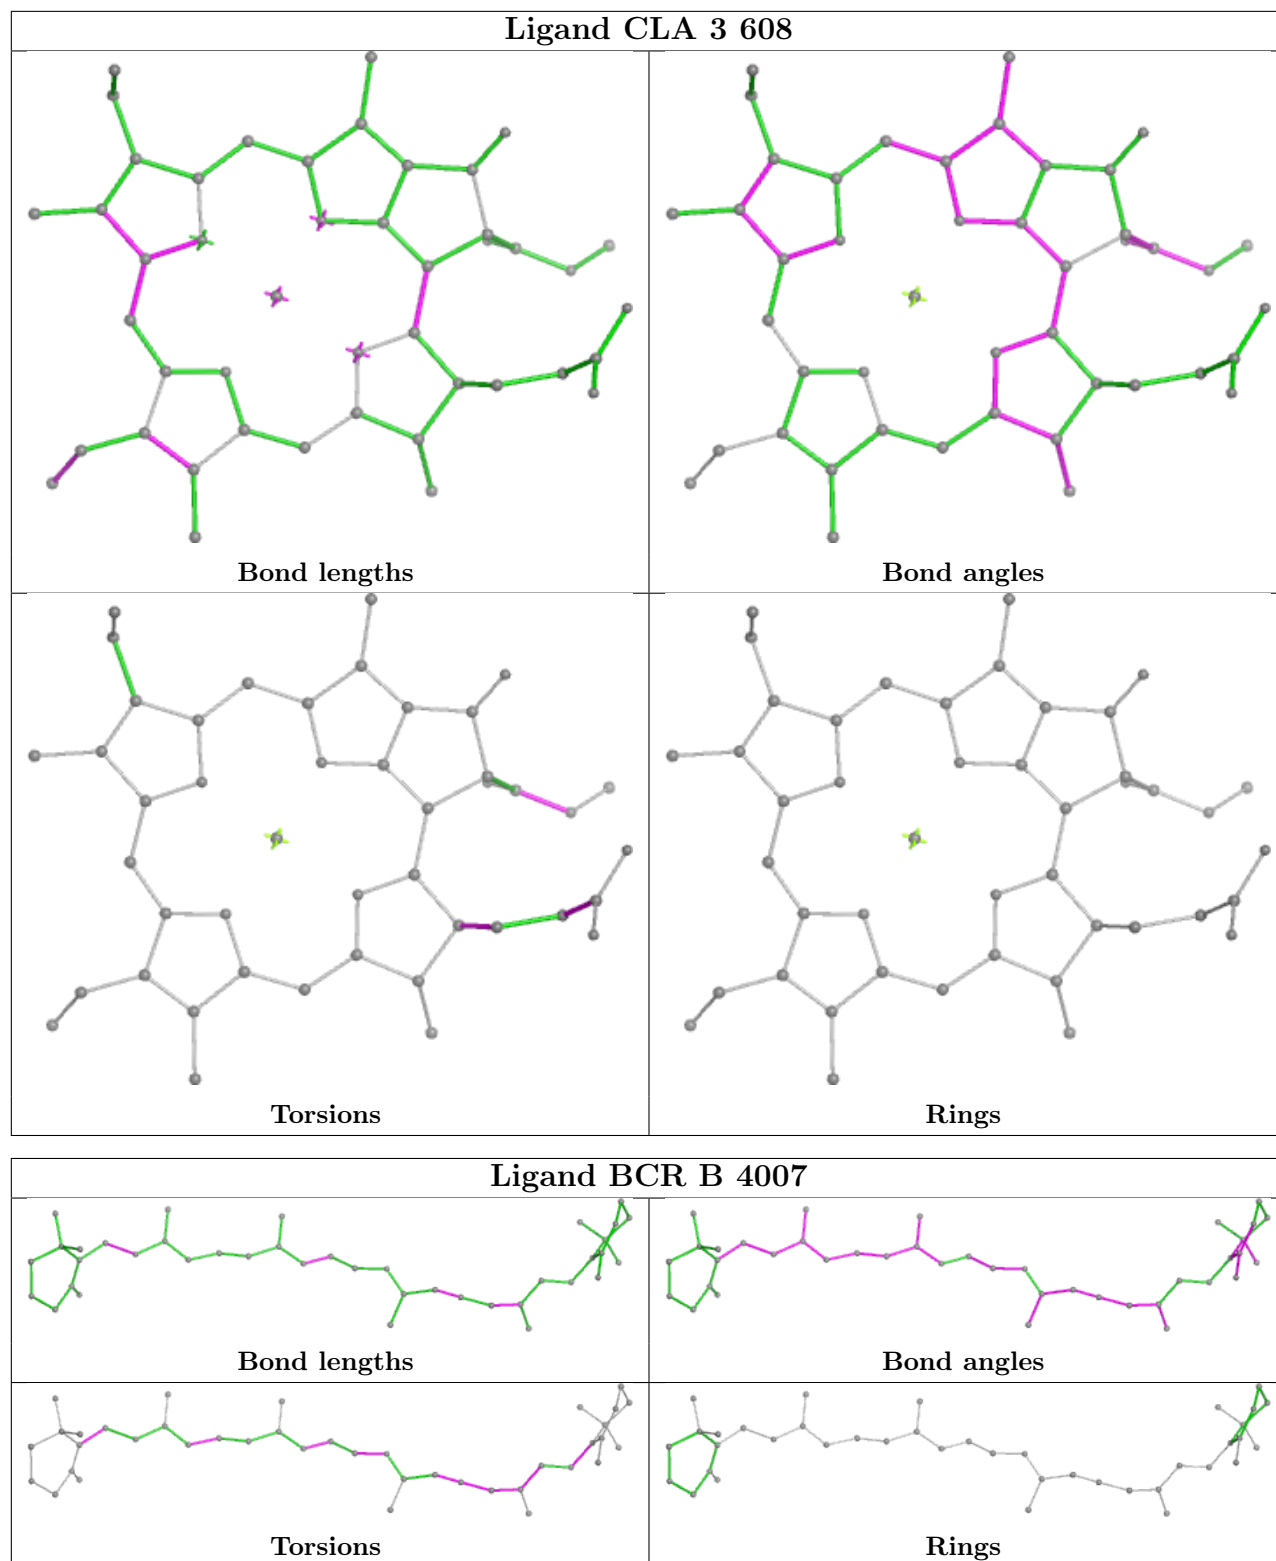 Ligand CLA 3 608
Bond lengths
Bond angles
Torsions
Rings
Ligand BCR B 4007
Bond lengths
Bond angles
Torsions
Rings